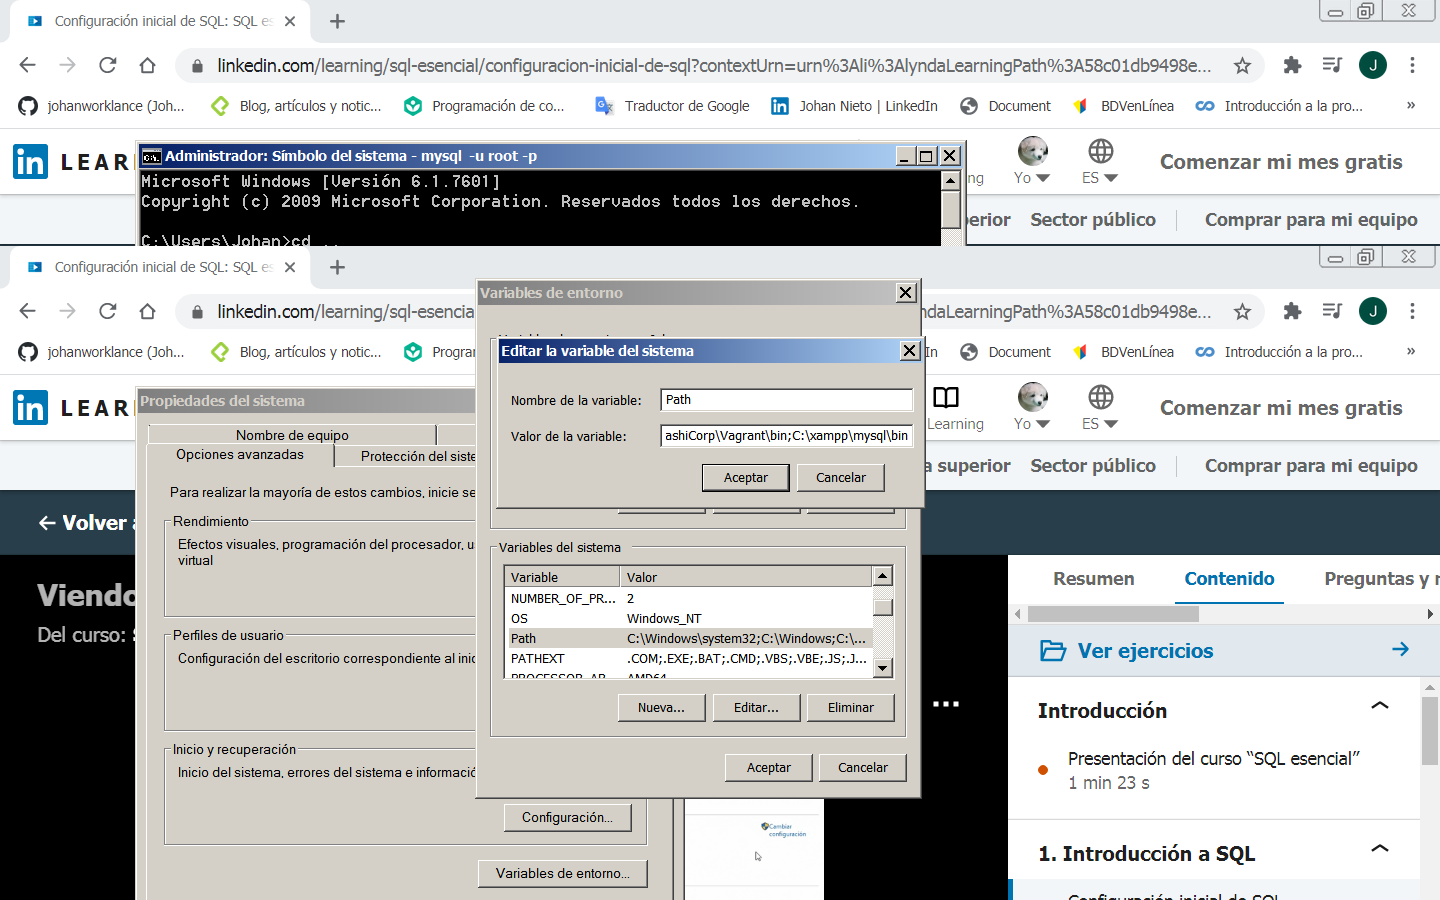 Configuración inicial de SQL: SQL es
linkedin.com/learning/sql-esencial/configuracion-inicial-de-sql?contextUrn=urn%3Ali%3AlyndaLearningPath%3A58c01db9498e...
J
johanworklance (Joh...
Blog, artículos y notic...
Programación de co...
Traductor de Google
Johan Nieto | LinkedIn
Document
BDVenLínea
Introducción a la pro...
»
in LEAR
Administrador: Símbolo del sistema - mysql -u root -p
ng
Yo
ES
Comenzar mi mes gratis
Microsoft Windows [Versión 6.1.7601]
Copyright (c) 2009 Microsoft Corporation. Reservados todos los derechos.
C:\Users\Johan>cd ..
erior
Sector público
Comprar para mi equipo
Configuración inicial de SQL: SQL es
linkedin.com/learning/sql-esencia
ndaLearningPath%3A58c01db9498e...
J
johanworklance (Joh...
Blog, artículos y notic...
Progra
In
Document
BDVenLínea
Introducción a la pro...
»
in LEAR
Learning
Yo
ES
Comenzar mi mes gratis
a superior
Sector público
Comprar para mi equipo
Variables de entorno
Editar la variable del sistema
Nombre de la variable:
Path
Valor de la variable:
ashiCorp\Vagrant\bin;C:\xampp\mysql\bin
Aceptar
Cancelar
Variables del sistema
Variable
Valor
NUMBER_OF_PR...
2
OS
Windows_NT
Path
C:\Windows\system32;C:\Windows;C:\...
PATHEXT
.COM;.EXE;.BAT;.CMD;.VBS;.VBE;.JS;.J...
PROCESSOR_AR
AMD64
Nueva...
Editar...
Eliminar
Aceptar
Cancelar
Propiedades del sistema
Nombre de equipo
Opciones avanzadas
Protección del siste
Para realizar la mayoría de estos cambios, inicie se
Rendimiento
Efectos visuales, programación del procesador, u
virtual
Perfiles de usuario
Configuración del escritorio correspondiente al inic
Inicio y recuperación
Inicio del sistema, errores del sistema e informació
Configuración...
Variables de entorno...
Volver a
Viendo
Del curso:
Cambiar
configuración
Resumen
Contenido
Preguntas y r
Ver ejercicios
Introducción
Presentación del curso “SQL esencial”
1 min 23 s
1. Introducción a SQL
Configuración inicial de SQL